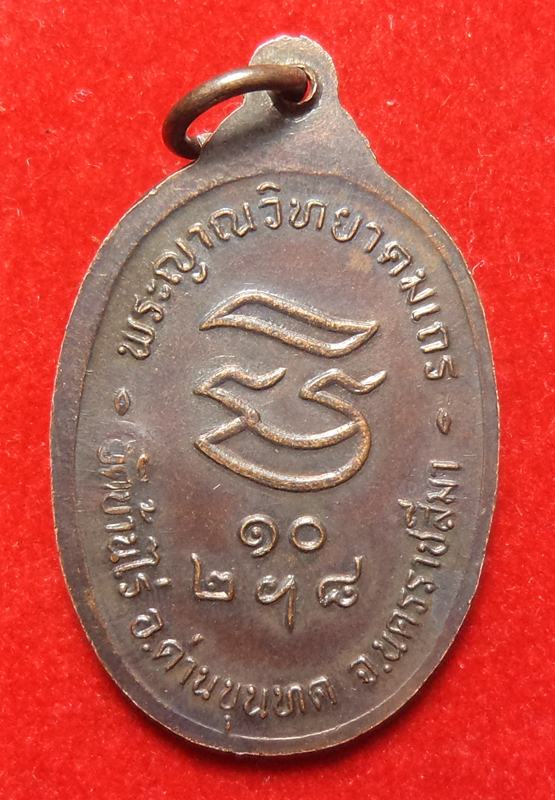 พระญาณวิทยาคมเถร
๑๐
๒ ๗ ๘
วัดบ้านไร่ อ.ด่านขุนทด จ.นครราชสีมา